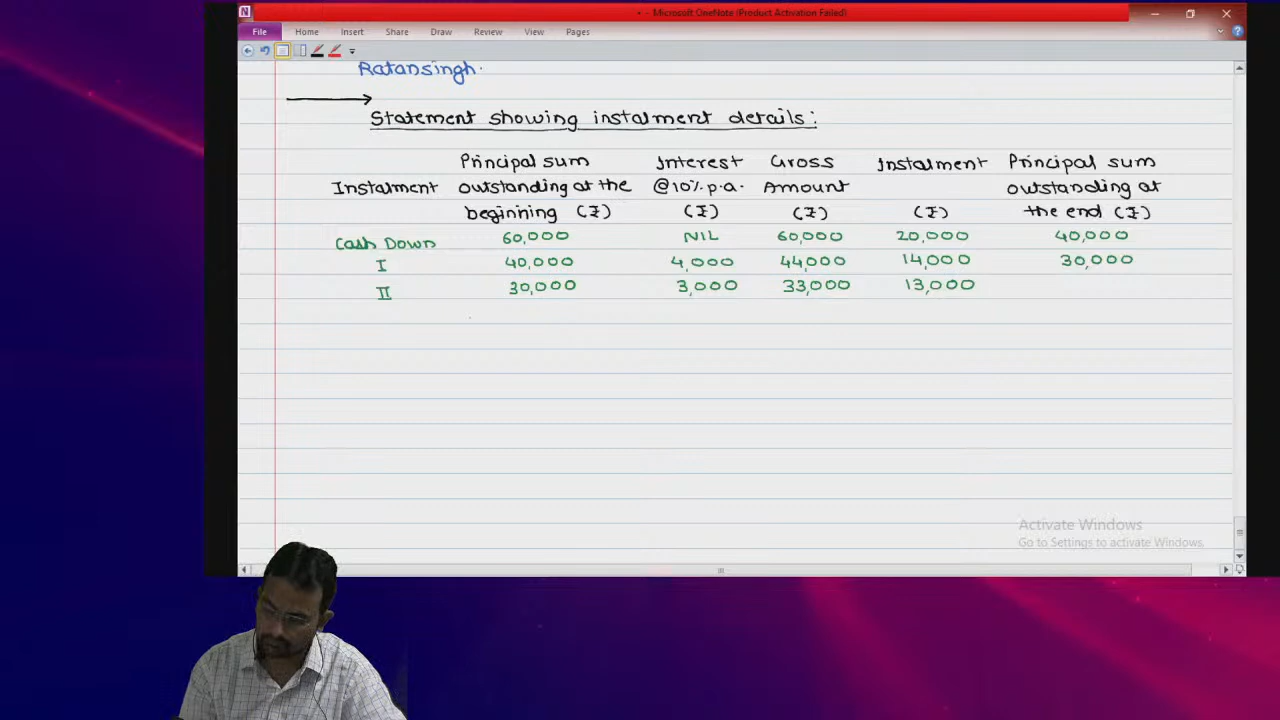 Microsoft OneNote (Product Activation Failed)
File Home Insert Share Draw Review View Pages
Ratansingh.
Statement showing instalment details:
Principal sum Interest Gross Instalment Principal sum
Instalment outstanding at the @10%.p.a. Amount outstanding at
beginning (₹) (₹) (₹) (₹) the end (₹)
Cash Down 60,000 NIL 60,000 20,000 40,000
I 40,000 4,000 44,000 14,000 30,000
II 30,000 3,000 33,000 13,000
Activate Windows
Go to Settings to activate Windows.